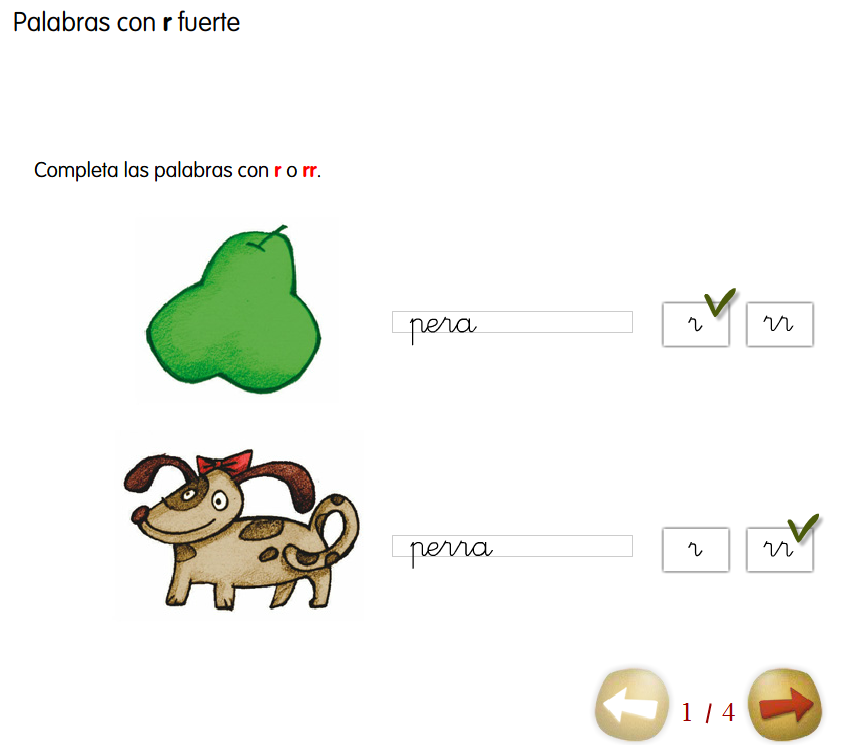 Palabras con r fuerte
Completa las palabras con r o rr.
pera r rr
perra r rr
1 / 4